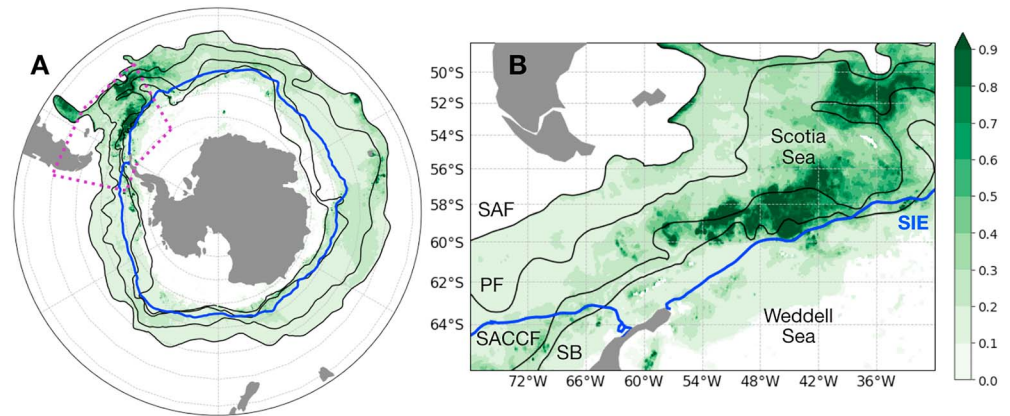 A
B
50°S
52°S
54°S
56°S
58°S
60°S
62°S
64°S
Scotia
Sea
SAF
SIE
PF
Weddell
Sea
SACCF
SB
72°W
66°W
60°W
54°W
48°W
42°W
36°W
0.9
0.8
0.7
0.6
0.5
0.4
0.3
0.2
0.1
0.0